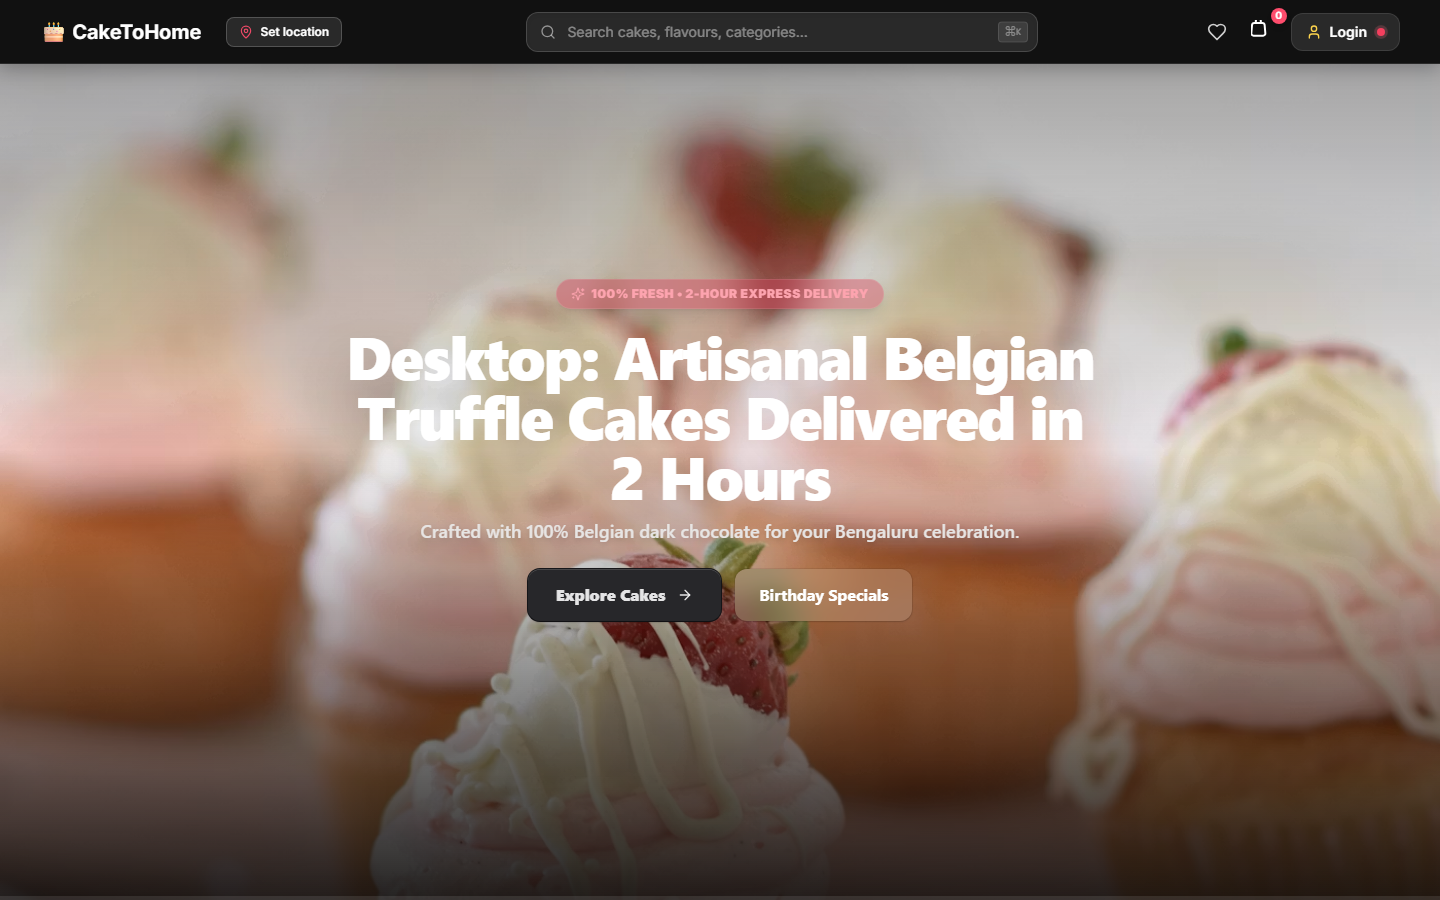 CakeToHome
Set location
Search cakes, flavours, categories...
⌘K
0
Login
100% FRESH • 2-HOUR EXPRESS DELIVERY
Desktop: Artisanal Belgian
Truffle Cakes Delivered in
2 Hours
Crafted with 100% Belgian dark chocolate for your Bengaluru celebration.
Explore Cakes →
Birthday Specials